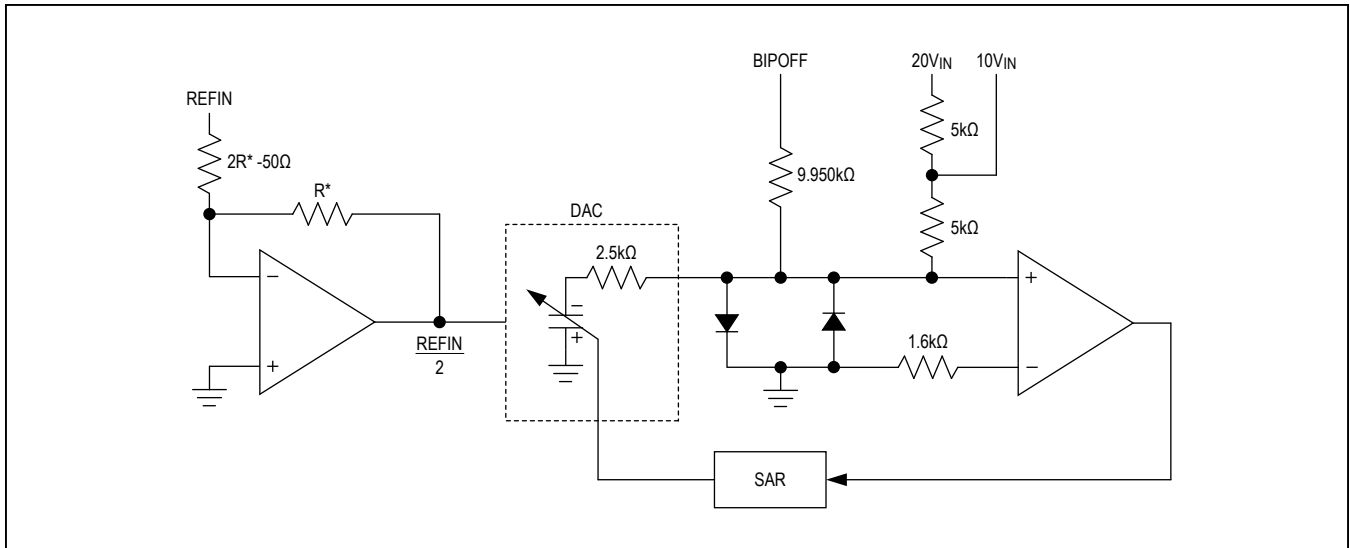 BIPOFF
20VIN
10VIN
REFIN
5kΩ
2R* -50Ω
9.950kΩ
R*
DAC
5kΩ
2.5kΩ
−
+
−
+
1.6kΩ
REFIN
2
+
−
SAR